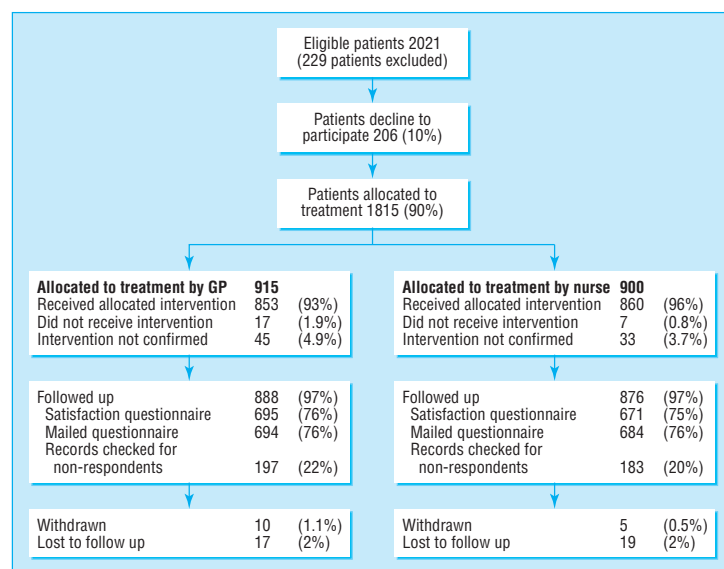 Eligible patients 2021
(229 patients excluded)
Patients decline to
participate 206 (10%)
Patients allocated to
treatment 1815 (90%)
Allocated to treatment by GP 915
Received allocated intervention 853 (93%)
Did not receive intervention 17 (1.9%)
Intervention not confirmed 45 (4.9%)
Followed up 888 (97%)
Satisfaction questionnaire 695 (76%)
Mailed questionnaire 694 (76%)
Records checked for
non-respondents 197 (22%)
Withdrawn 10 (1.1%)
Lost to follow up 17 (2%)
Allocated to treatment by nurse 900
Received allocated intervention 860 (96%)
Did not receive intervention 7 (0.8%)
Intervention not confirmed 33 (3.7%)
Followed up 876 (97%)
Satisfaction questionnaire 671 (75%)
Mailed questionnaire 684 (76%)
Records checked for
non-respondents 183 (20%)
Withdrawn 5 (0.5%)
Lost to follow up 19 (2%)